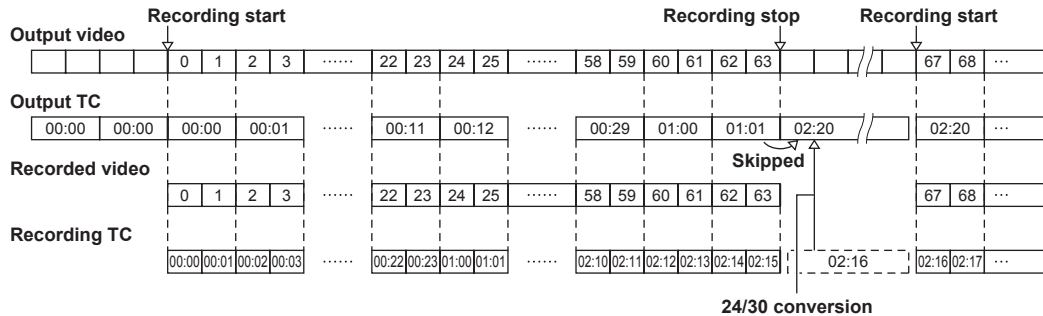 Recording start Recording stop Recording start
Output video
0 1 2 3 ······ 22 23 24 25 ······ 58 59 60 61 62 63 67 68 ···
Output TC
00:00 00:00 00:00 00:01 ······ 00:11 00:12 ······ 00:29 01:00 01:01 02:20 02:20 ···
Skipped
Recorded video
0 1 2 3 ······ 22 23 24 25 ······ 58 59 60 61 62 63 67 68 ···
Recording TC
00:00 00:01 00:02 00:03 ······ 00:22 00:23 01:00 01:01 ······ 02:10 02:11 02:12 02:13 02:14 02:15 02:16 02:16 02:17 ···
24/30 conversion